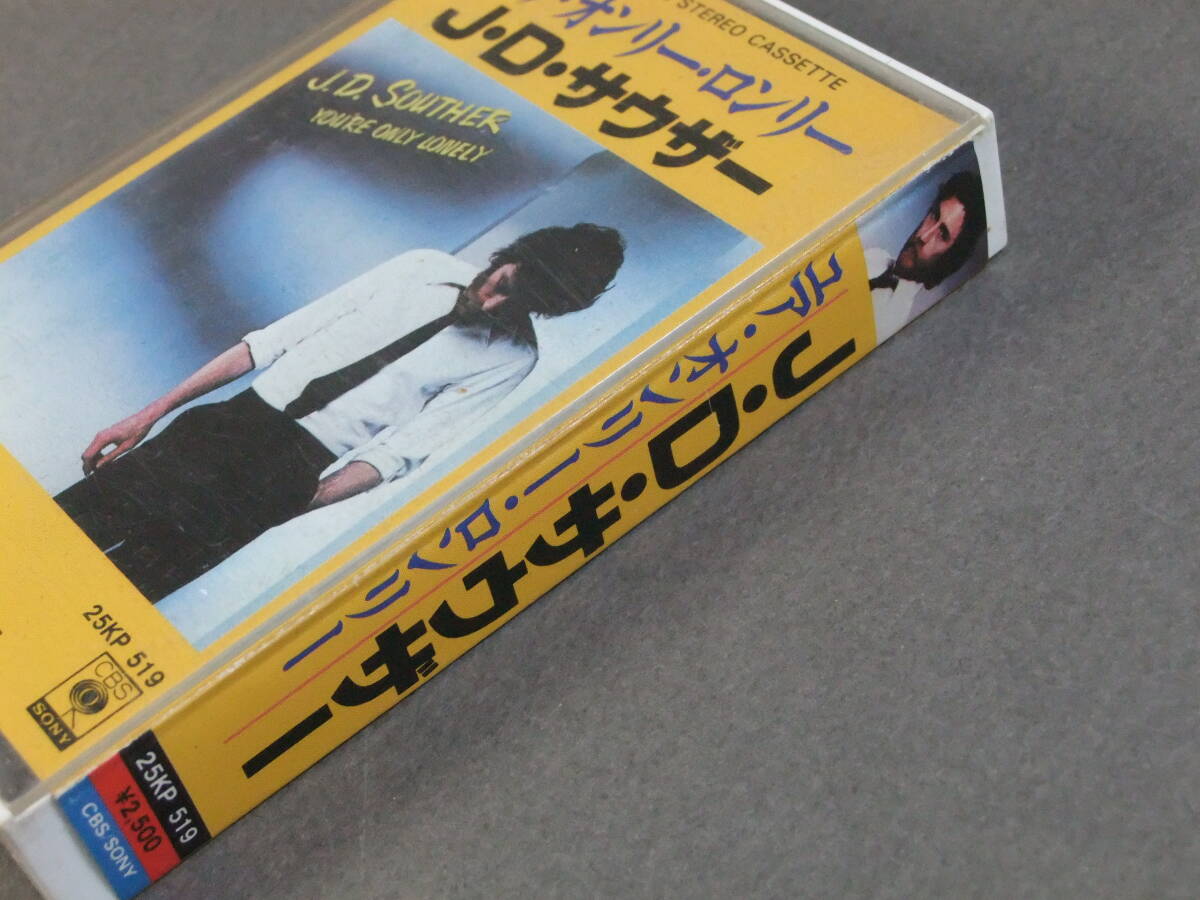 STEREO CASSETTE
・オンリー・ロンリー
J・D・サウザー
J.D. SOUTHER
YOU'RE ONLY LONELY
25KP 519
CBS
SONY
ユア・オンリー・ロンリー
J・D・サウザー
25KP 519
¥2,500
CBS/SONY